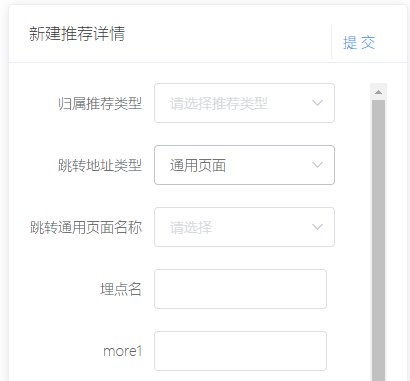 新建推荐详情
提 交
归属推荐类型 请选择推荐类型
跳转地址类型 通用页面
跳转通用页面名称 请选择
埋点名
more1